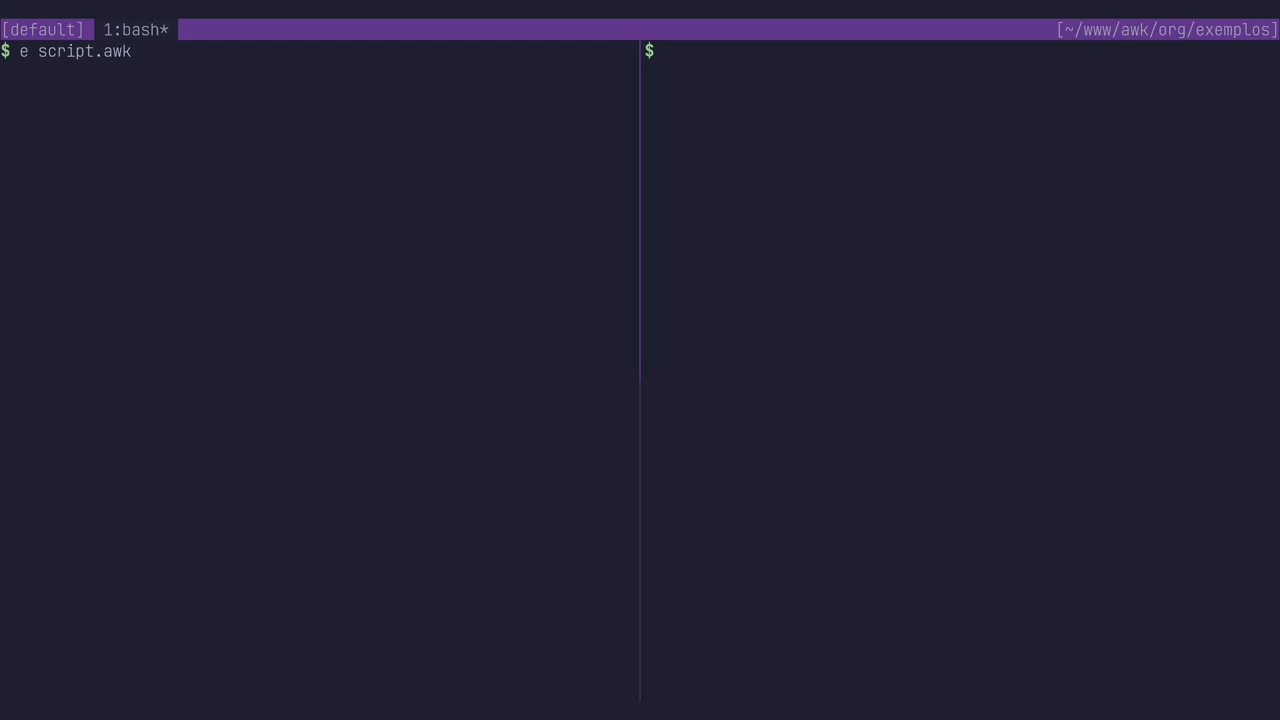 [default] 1:bash* [~/www/awk/org/exemplos]
$ e script.awk
$